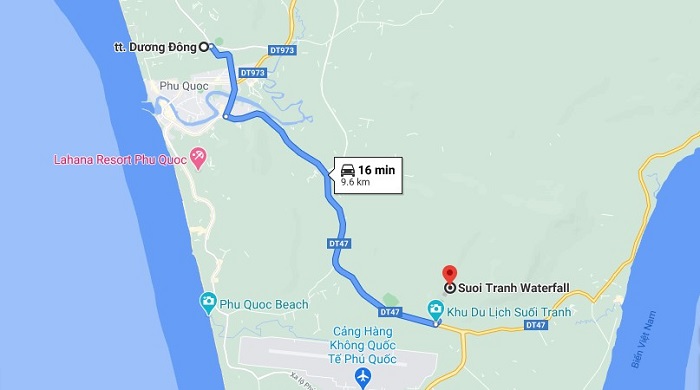 tt. Dương Đông
DT973
DT973
Phu Quoc
Lahana Resort Phu Quoc
16 min
9.6 km
DT47
Suoi Tranh Waterfall
Phu Quoc Beach
DT47
Khu Du Lịch Suối Tranh
DT47
Cảng Hàng
Không Quốc
Tế Phú Quốc
Biển Việt Nam